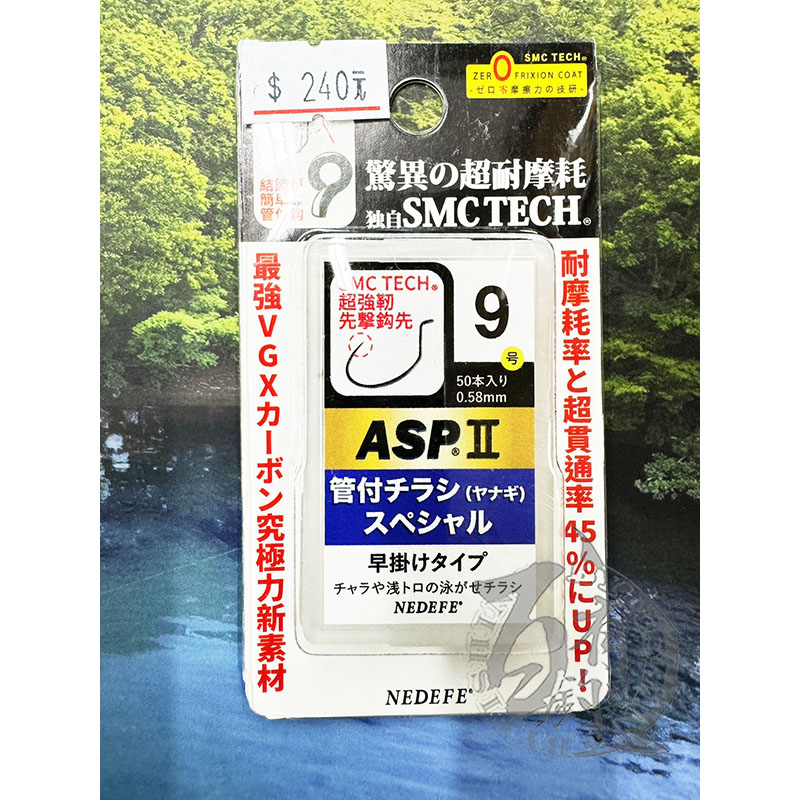 $ 240元
SMC TECH®
ZERO FRIXION COAT
-ゼロ零摩擦力の技研-
9
驚異の超耐摩耗
独自SMC TECH®
最強VGXカーボン究極力新素材
耐摩耗率と超貫通率45%にUP!
SMC TECH®
超強靭
先撃鈎先
9
号
50本入り
0.58mm
ASP®II
管付チラシ(ヤナギ)
スペシャル
早掛けタイプ
チャラや浅トロの泳がせチラシ
NEDEFE®
NEDEFE®